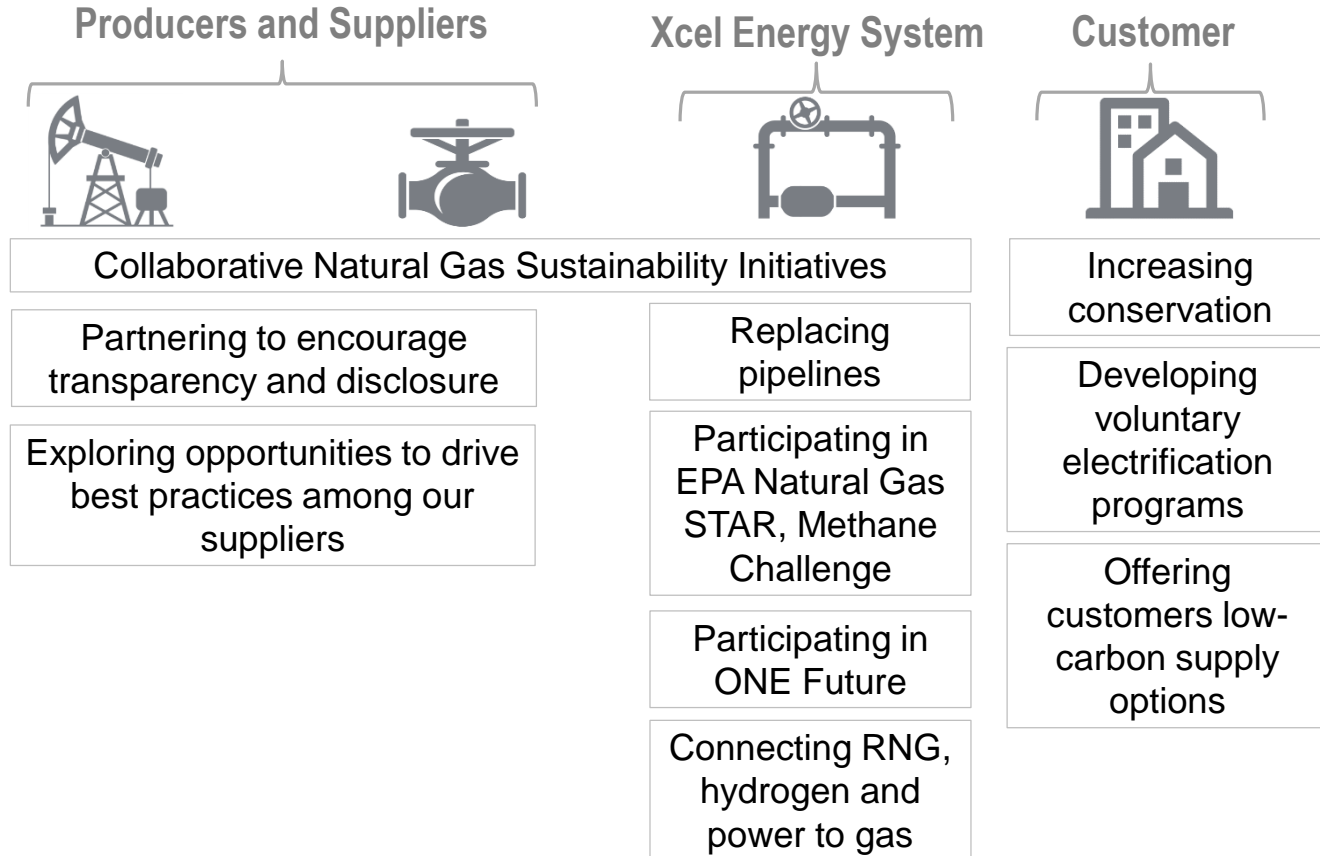 Producers and Suppliers
Xcel Energy System
Customer
Collaborative Natural Gas Sustainability Initiatives
Partnering to encourage
transparency and disclosure
Exploring opportunities to drive
best practices among our
suppliers
Replacing
pipelines
Participating in
EPA Natural Gas
STAR, Methane
Challenge
Participating in
ONE Future
Connecting RNG,
hydrogen and
power to gas
Increasing
conservation
Developing
voluntary
electrification
programs
Offering
customers low-
carbon supply
options